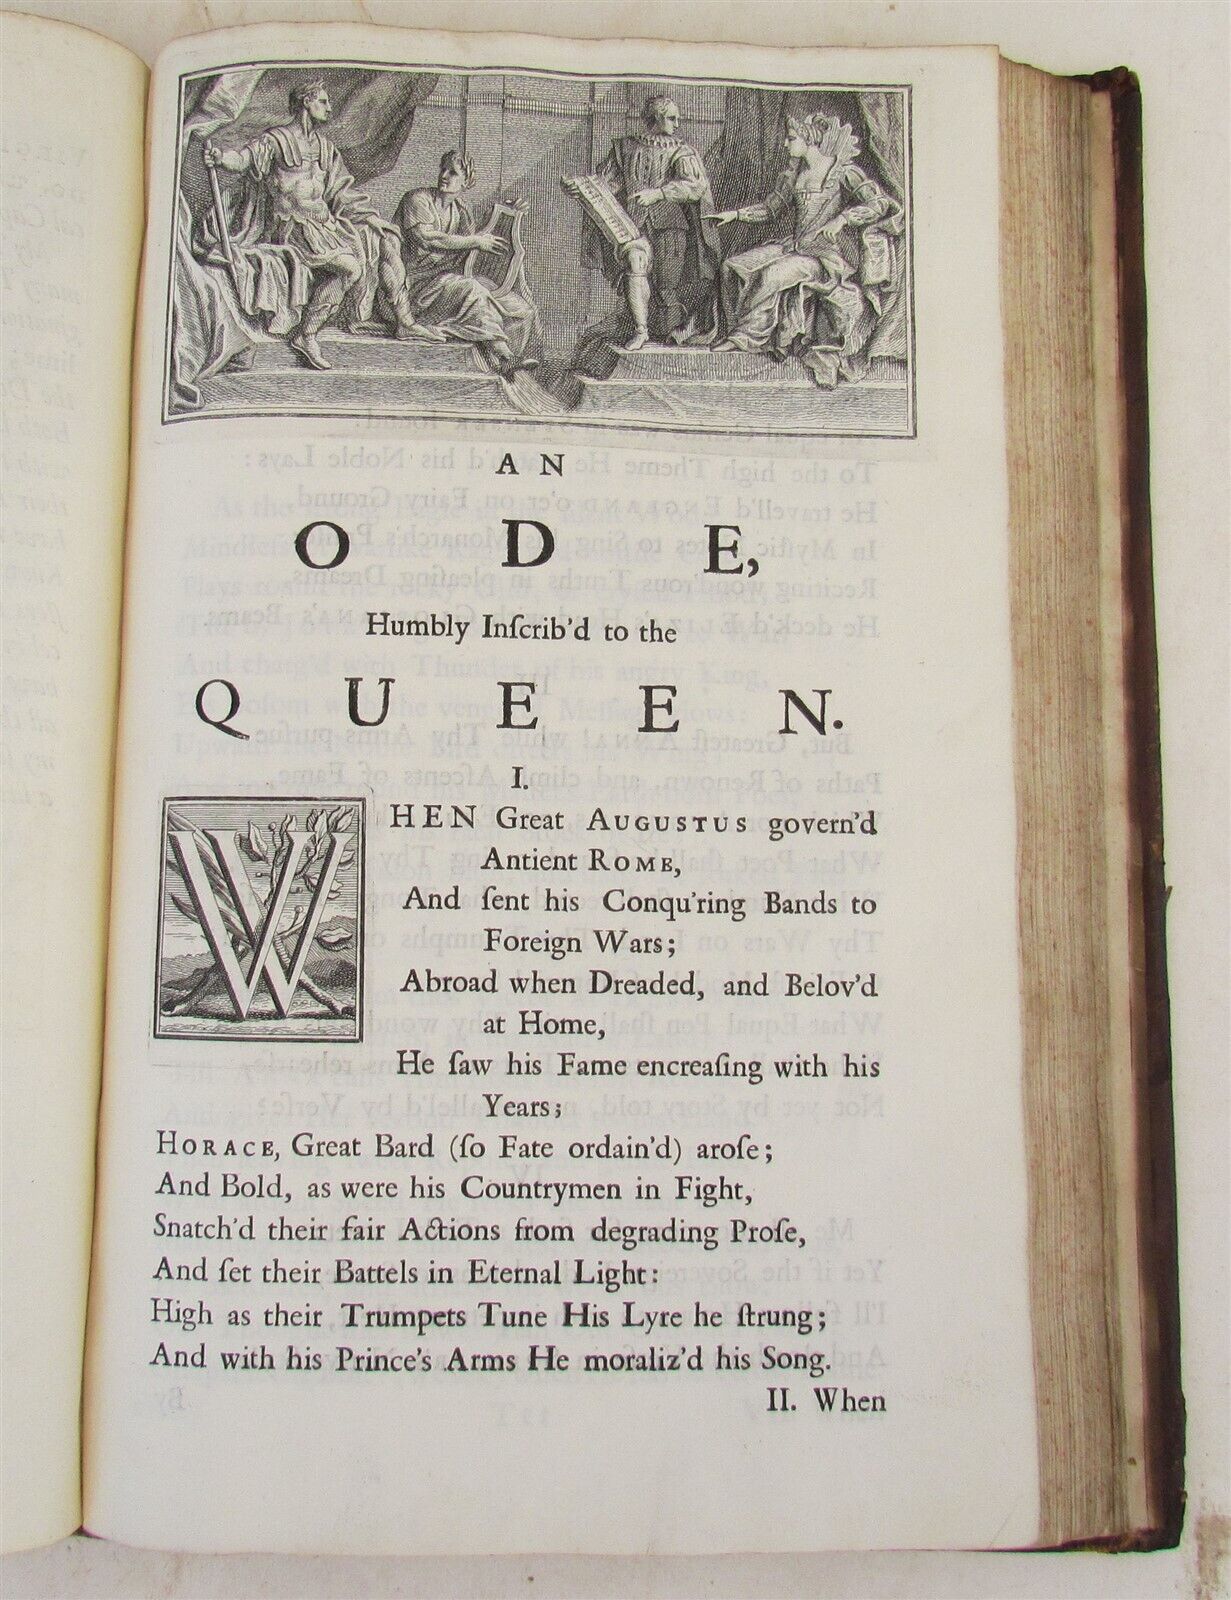 AN
ODE,
Humbly Inſcrib'd to the
QUEEN.
I.
WHEN Great AUGUSTUS govern'd
Antient ROME,
And ſent his Conqu'ring Bands to
Foreign Wars;
Abroad when Dreaded, and Belov'd
at Home,
He ſaw his Fame encreaſing with his
Years;
HORACE, Great Bard (ſo Fate ordain'd) aroſe;
And Bold, as were his Countrymen in Fight,
Snatch'd their fair Actions from degrading Proſe,
And ſet their Battels in Eternal Light:
High as their Trumpets Tune His Lyre he ſtrung;
And with his Prince's Arms He moraliz'd his Song.
II. When